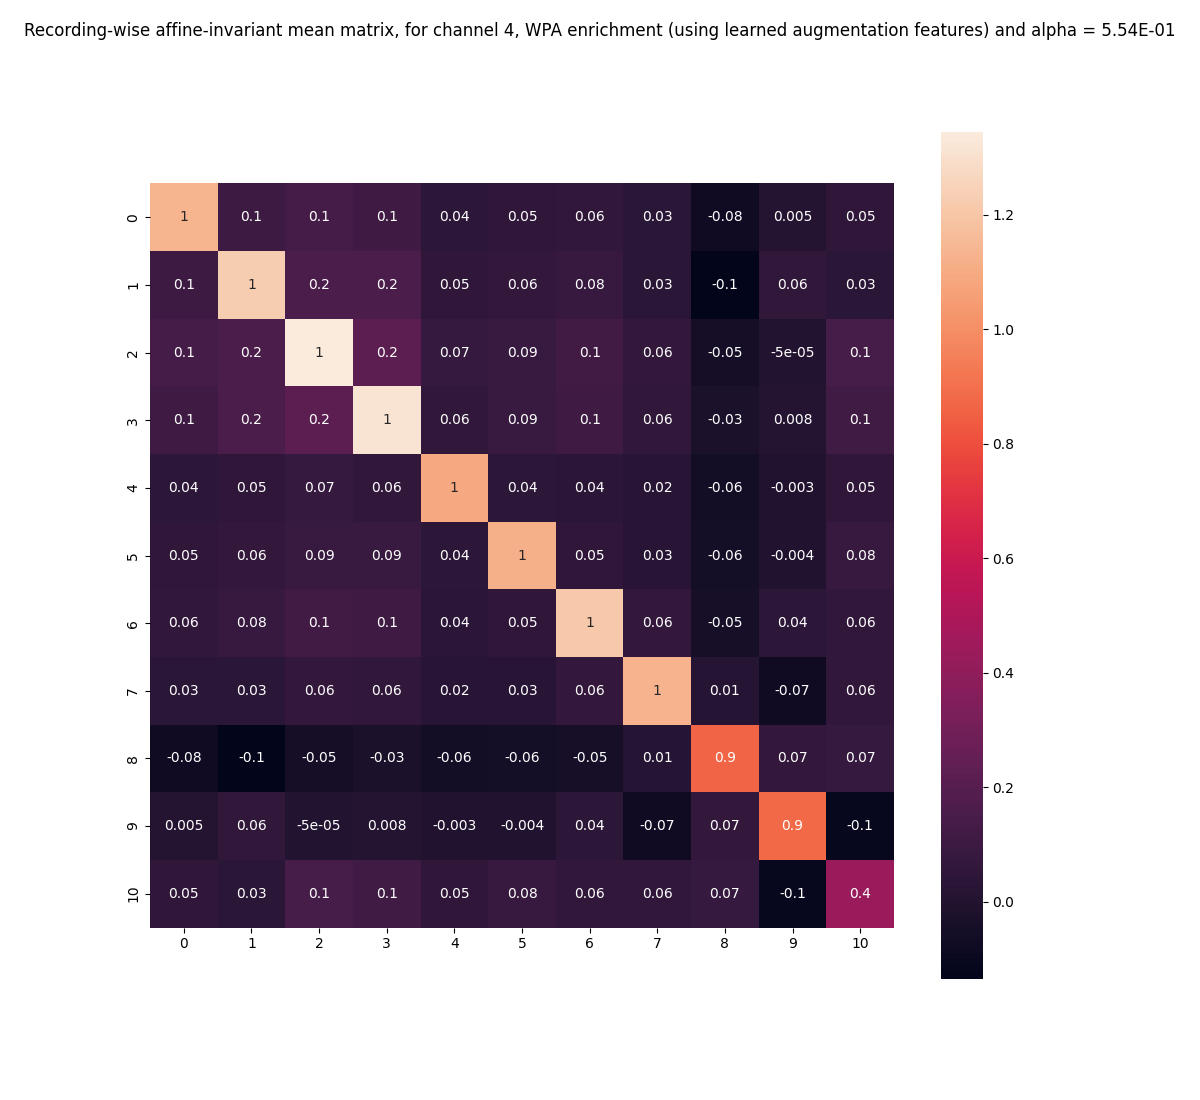 Recording-wise affine-invariant mean matrix, for channel 4, WPA enrichment (using learned augmentation features) and alpha = 5.54E-01
0 1 0.1 0.1 0.1 0.04 0.05 0.06 0.03 -0.08 0.005 0.05
1 0.1 1 0.2 0.2 0.05 0.06 0.08 0.03 -0.1 0.06 0.03
2 0.1 0.2 1 0.2 0.07 0.09 0.1 0.06 -0.05 -5e-05 0.1
3 0.1 0.2 0.2 1 0.06 0.09 0.1 0.06 -0.03 0.008 0.1
4 0.04 0.05 0.07 0.06 1 0.04 0.04 0.02 -0.06 -0.003 0.05
5 0.05 0.06 0.09 0.09 0.04 1 0.05 0.03 -0.06 -0.004 0.08
6 0.06 0.08 0.1 0.1 0.04 0.05 1 0.06 -0.05 0.04 0.06
7 0.03 0.03 0.06 0.06 0.02 0.03 0.06 1 0.01 -0.07 0.06
8 -0.08 -0.1 -0.05 -0.03 -0.06 -0.06 -0.05 0.01 0.9 0.07 0.07
9 0.005 0.06 -5e-05 0.008 -0.003 -0.004 0.04 -0.07 0.07 0.9 -0.1
10 0.05 0.03 0.1 0.1 0.05 0.08 0.06 0.06 0.07 -0.1 0.4
0 1 2 3 4 5 6 7 8 9 10
1.2
1.0
0.8
0.6
0.4
0.2
0.0